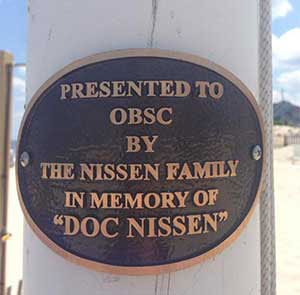 PRESENTED TO
OBSC
BY
THE NISSEN FAMILY
IN MEMORY OF
“DOC NISSEN”